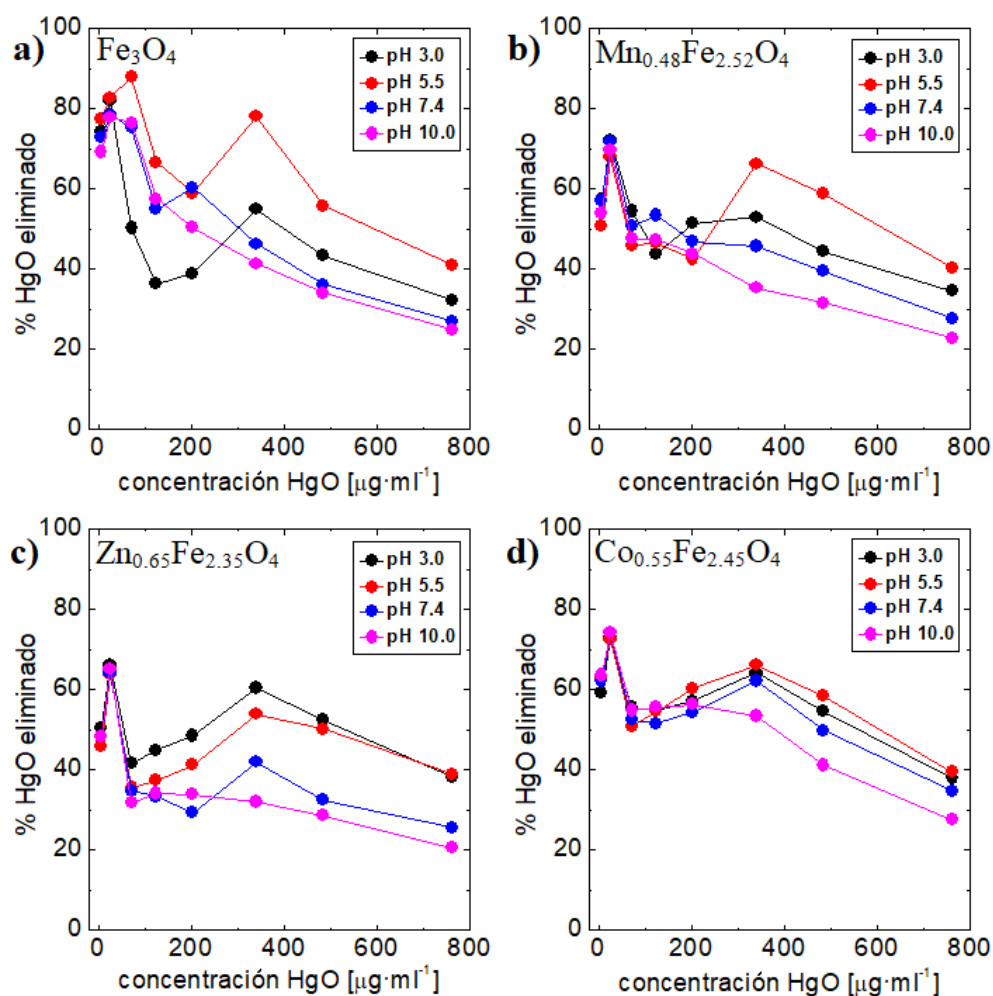 a) Fe₃O₄
pH 3.0
pH 5.5
pH 7.4
pH 10.0
100
80
60
40
20
0
% HgO eliminado
0 200 400 600 800
concentración HgO [μg·ml⁻¹]
b) Mn₀.₄₈Fe₂.₅₂O₄
pH 3.0
pH 5.5
pH 7.4
pH 10.0
100
80
60
40
20
0
% HgO eliminado
0 200 400 600 800
concentración HgO [μg·ml⁻¹]
c) Zn₀.₆₅Fe₂.₃₅O₄
pH 3.0
pH 5.5
pH 7.4
pH 10.0
100
80
60
40
20
0
% HgO eliminado
0 200 400 600 800
concentración HgO [μg·ml⁻¹]
d) Co₀.₅₅Fe₂.₄₅O₄
pH 3.0
pH 5.5
pH 7.4
pH 10.0
100
80
60
40
20
0
% HgO eliminado
0 200 400 600 800
concentración HgO [μg·ml⁻¹]